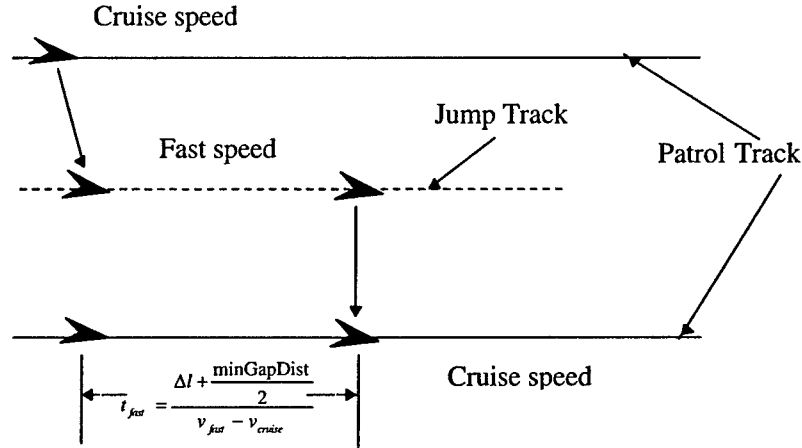 Cruise speed
Jump Track
Fast speed
Patrol Track
t_fast = (Δl + minGapDist/2)/(v_fast − v_cruise)
Cruise speed